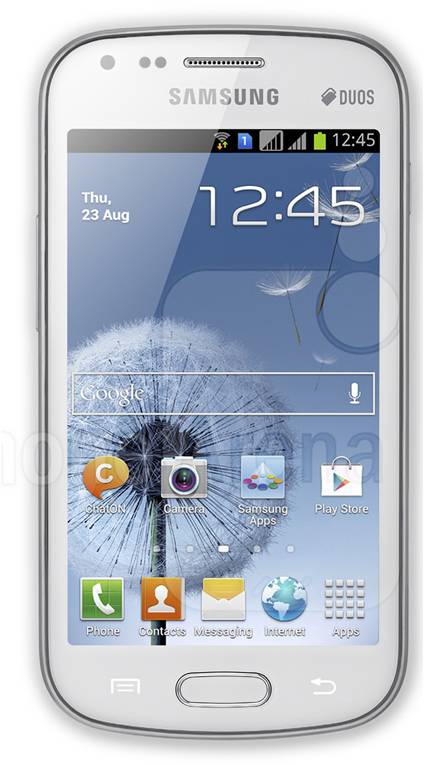 SAMSUNG DUOS
1 12:45
Thu,
23 Aug
12:45
Google
ChatON Camera Samsung Apps Play Store
Phone Contacts Messaging Internet Apps